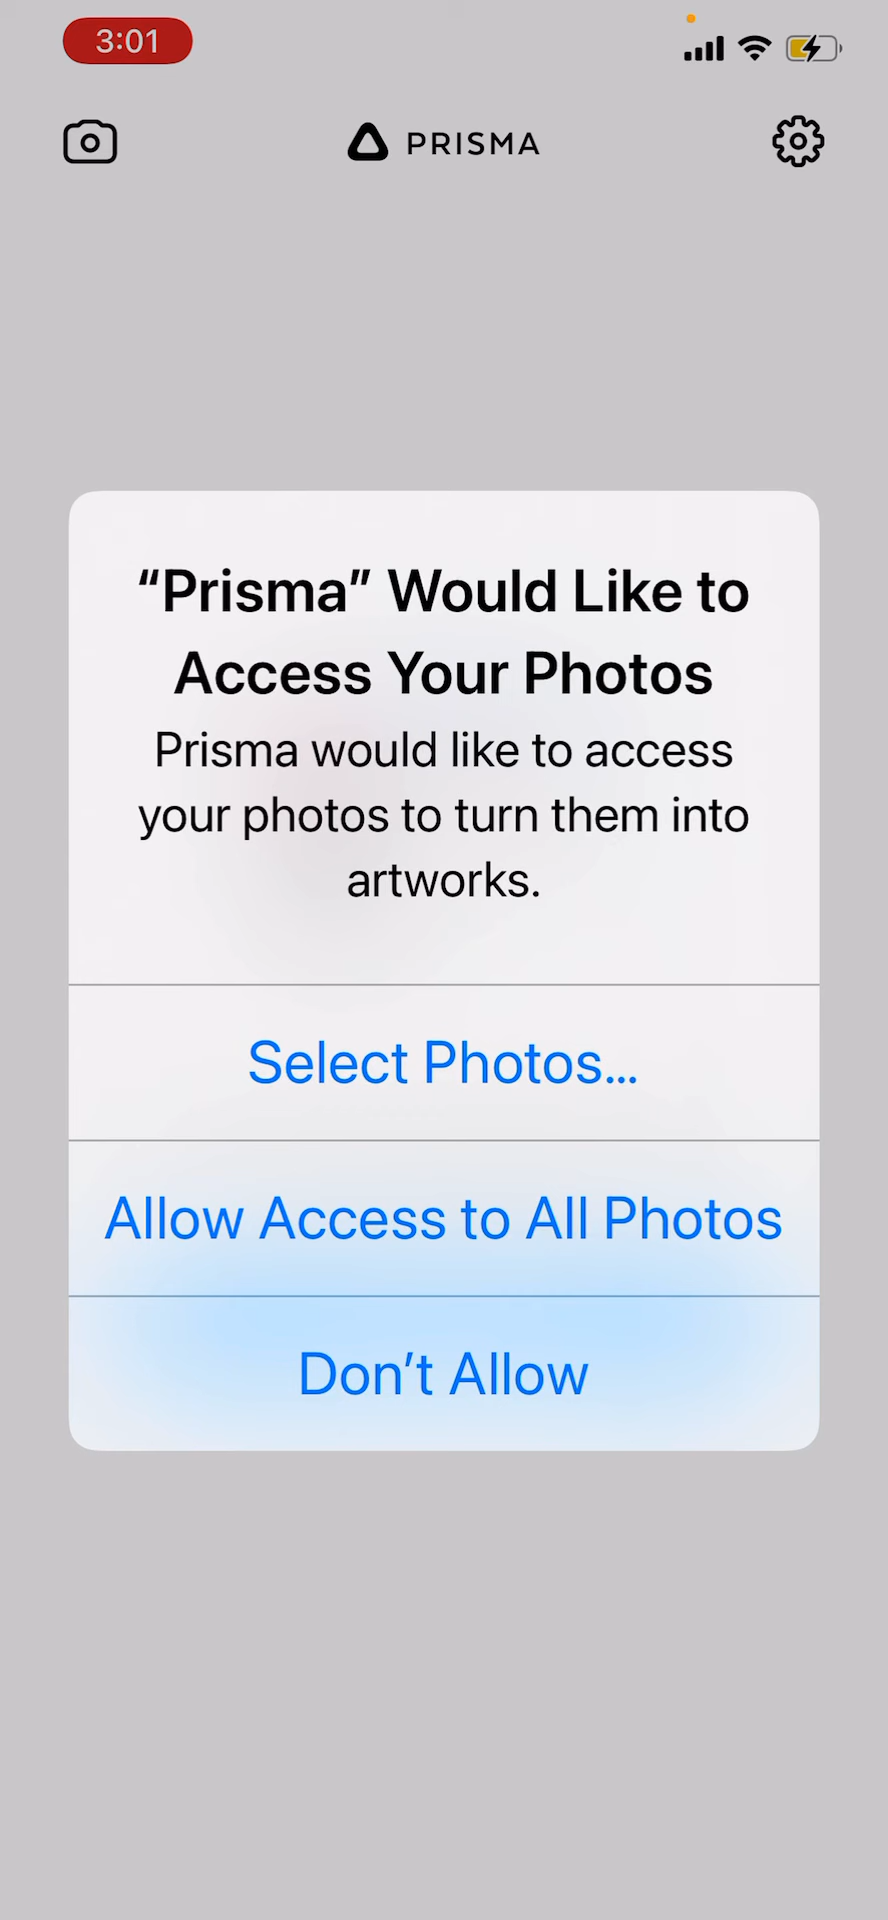 3:01
PRISMA
“Prisma” Would Like to
Access Your Photos
Prisma would like to access
your photos to turn them into
artworks.
Select Photos...
Allow Access to All Photos
Don’t Allow